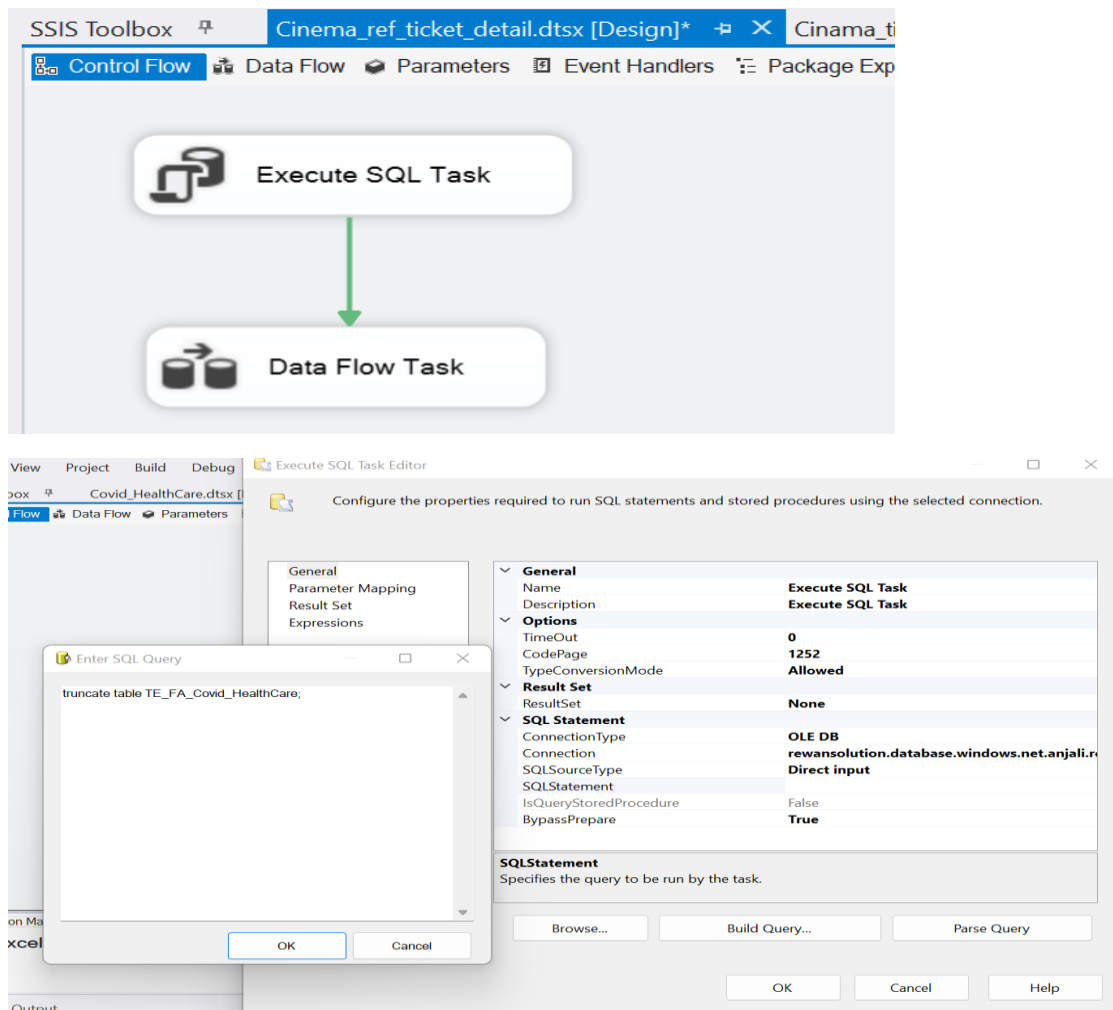 SSIS Toolbox Cinema_ref_ticket_detail.dtsx [Design]* Cinama_ti
Control Flow Data Flow Parameters Event Handlers Package Exp
Execute SQL Task
Data Flow Task
View Project Build Debug
Execute SQL Task Editor
box Covid_HealthCare.dtsx [
Flow Data Flow Parameters
Configure the properties required to run SQL statements and stored procedures using the selected connection.
General
Parameter Mapping
Result Set
Expressions
General
Name Execute SQL Task
Description Execute SQL Task
Options
TimeOut 0
CodePage 1252
TypeConversionMode Allowed
Result Set
ResultSet None
SQL Statement
ConnectionType OLE DB
Connection rewansolution.database.windows.net.anjali.r
SQLSourceType Direct input
SQLStatement
IsQueryStoredProcedure False
BypassPrepare True
SQLStatement
Specifies the query to be run by the task.
Browse... Build Query... Parse Query
OK Cancel Help
Enter SQL Query
truncate table TE_FA_Covid_HealthCare;
OK Cancel
on Ma
xcel
Output